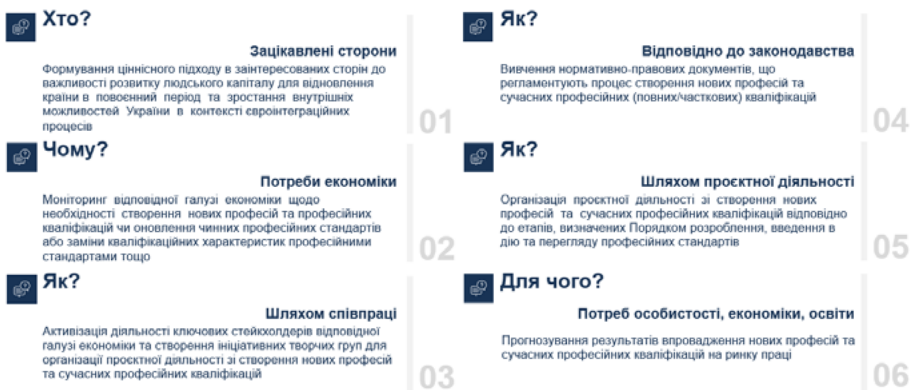 Хто?
Зацікавлені сторони
Формування ціннісного підходу в заінтересованих сторін до
важливості розвитку людського капіталу для відновлення
країни в повоєнний період та зростання внутрішніх
можливостей України в контексті євроінтеграційних
процесів
01
Чому?
Потреби економіки
Моніторинг відповідної галузі економіки щодо
необхідності створення нових професій та професійних
кваліфікацій чи оновлення чинних професійних стандартів
або заміни кваліфікаційних характеристик професійними
стандартами тощо
02
Як?
Шляхом співпраці
Активізація діяльності ключових стейкхолдерів відповідної
галузі економіки та створення ініціативних творчих груп для
організації проєктної діяльності зі створення нових професій
та сучасних професійних кваліфікацій
03
Як?
Відповідно до законодавства
Вивчення нормативно-правових документів, що
регламентують процес створення нових професій та
сучасних професійних (повних/часткових) кваліфікацій
04
Як?
Шляхом проєктної діяльності
Організація проєктної діяльності зі створення нових
професій та сучасних професійних кваліфікацій відповідно
до етапів, визначених Порядком розроблення, введення в
дію та перегляду професійних стандартів
05
Для чого?
Потреб особистості, економіки, освіти
Прогнозування результатів впровадження нових професій та
сучасних професійних кваліфікацій на ринку праці
06